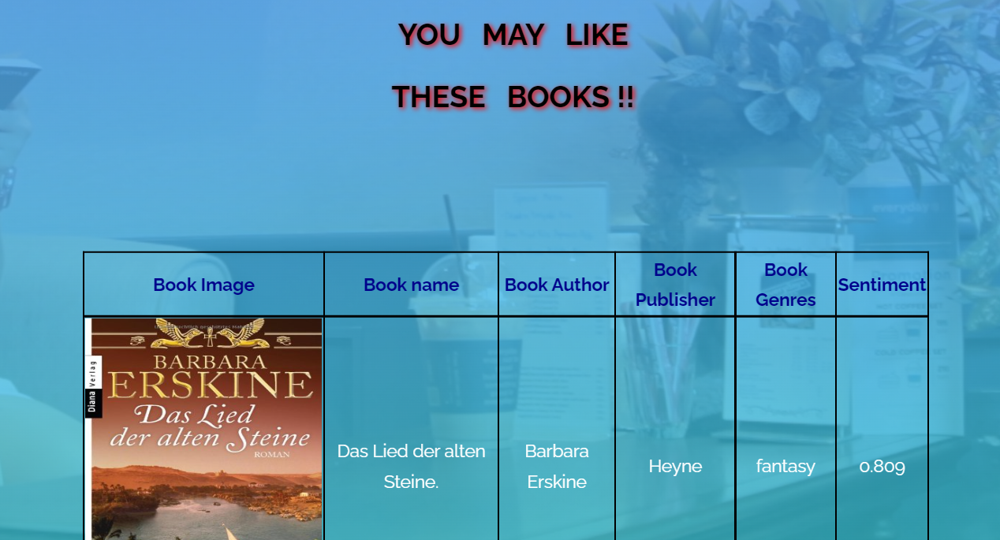 YOU MAY LIKE
THESE BOOKS !!
Book Image
Book name
Book Author
Book
Publisher
Book
Genres
Sentiment
BARBARA
ERSKINE
Das Lied
der alten Steine
ROMAN
Diana Verlag
Das Lied der alten
Steine.
Barbara
Erskine
Heyne
fantasy
0.809